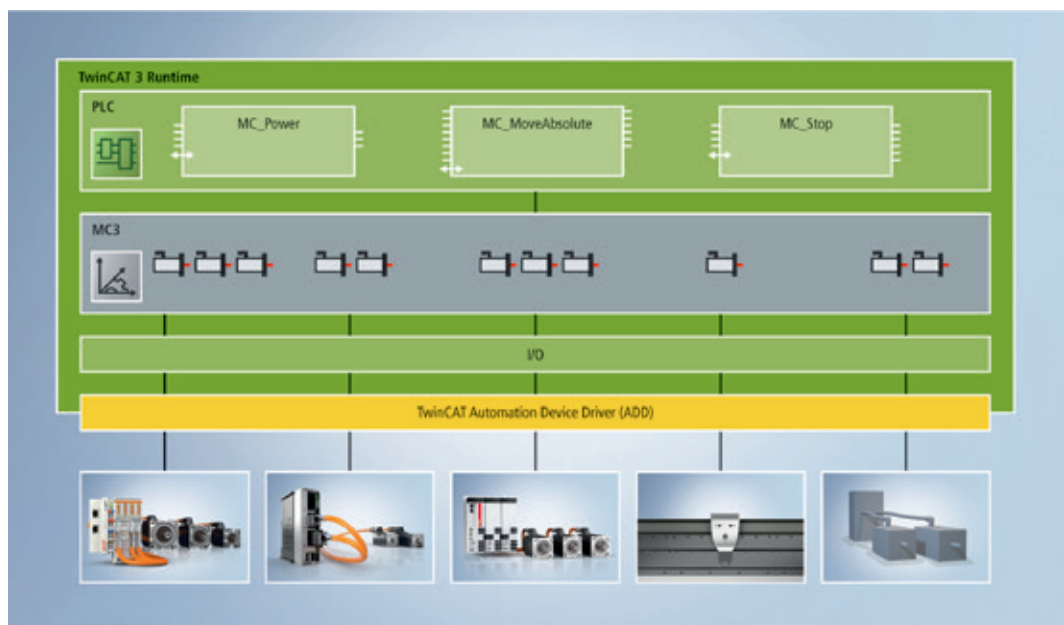 TwinCAT 3 Runtime
PLC
MC_Power
MC_MoveAbsolute
MC_Stop
MC3
I/O
TwinCAT Automation Device Driver (ADD)